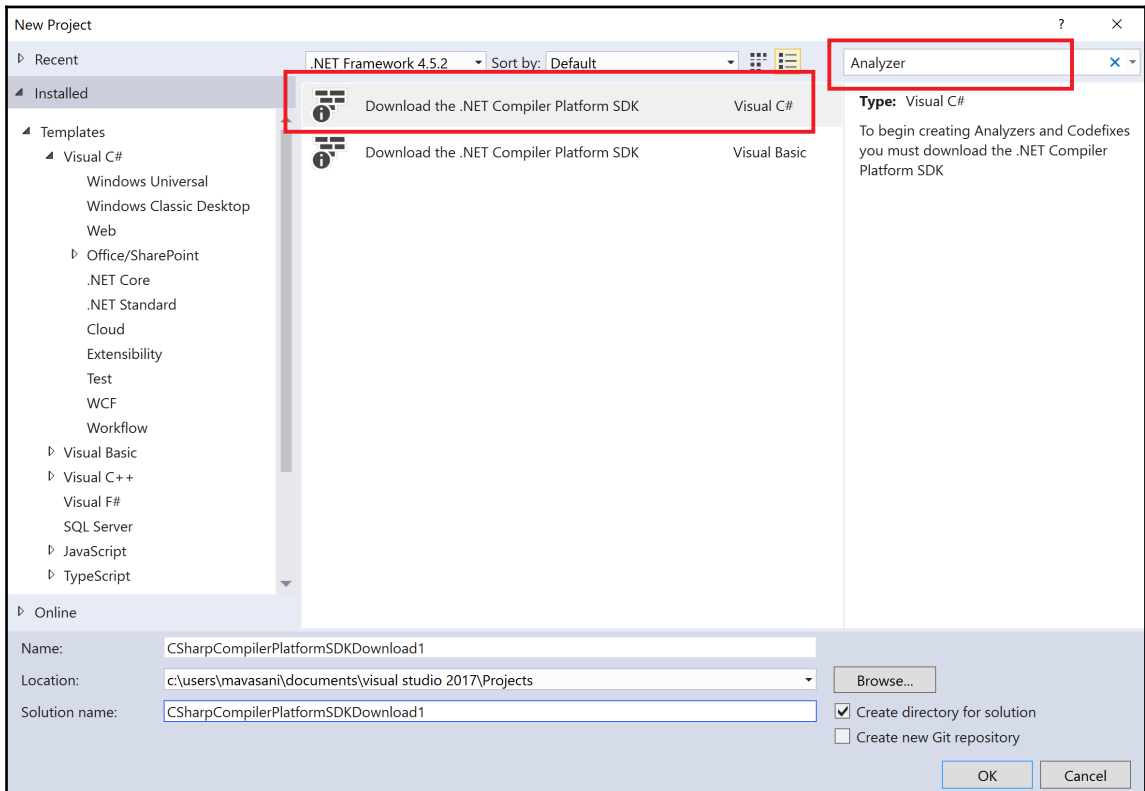 New Project
?
Recent
.NET Framework 4.5.2
Sort by: Default
Analyzer
Installed
Templates
Visual C#
Windows Universal
Windows Classic Desktop
Web
Office/SharePoint
.NET Core
.NET Standard
Cloud
Extensibility
Test
WCF
Workflow
Visual Basic
Visual C++
Visual F#
SQL Server
JavaScript
TypeScript
Online
Download the .NET Compiler Platform SDK Visual C#
Download the .NET Compiler Platform SDK Visual Basic
Type: Visual C#
To begin creating Analyzers and Codefixes
you must download the .NET Compiler
Platform SDK
Name: CSharpCompilerPlatformSDKDownload1
Location: c:\users\mavasani\documents\visual studio 2017\Projects
Browse...
Solution name: CSharpCompilerPlatformSDKDownload1
Create directory for solution
Create new Git repository
OK
Cancel